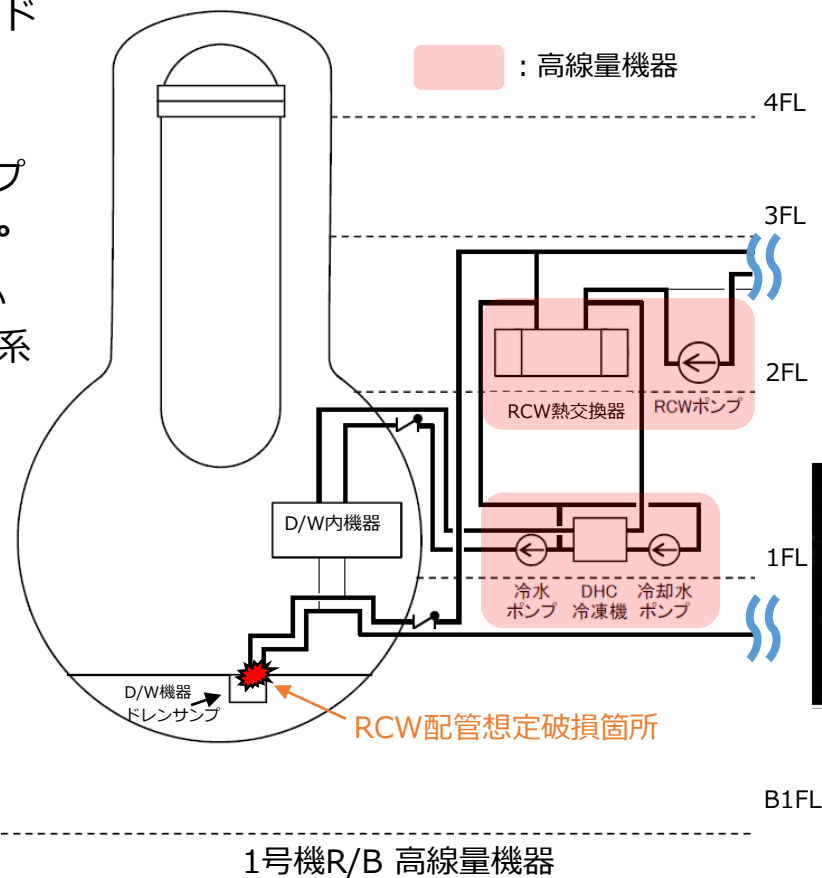 ド
：高線量機器
4FL
プ
3FL
。
系
2FL
RCW熱交換器
RCWポンプ
D/W内機器
1FL
冷水
ポンプ
DHC
冷凍機
冷却水
ポンプ
D/W機器
ドレンサンプ
RCW配管想定破損箇所
B1FL
1号機R/B 高線量機器